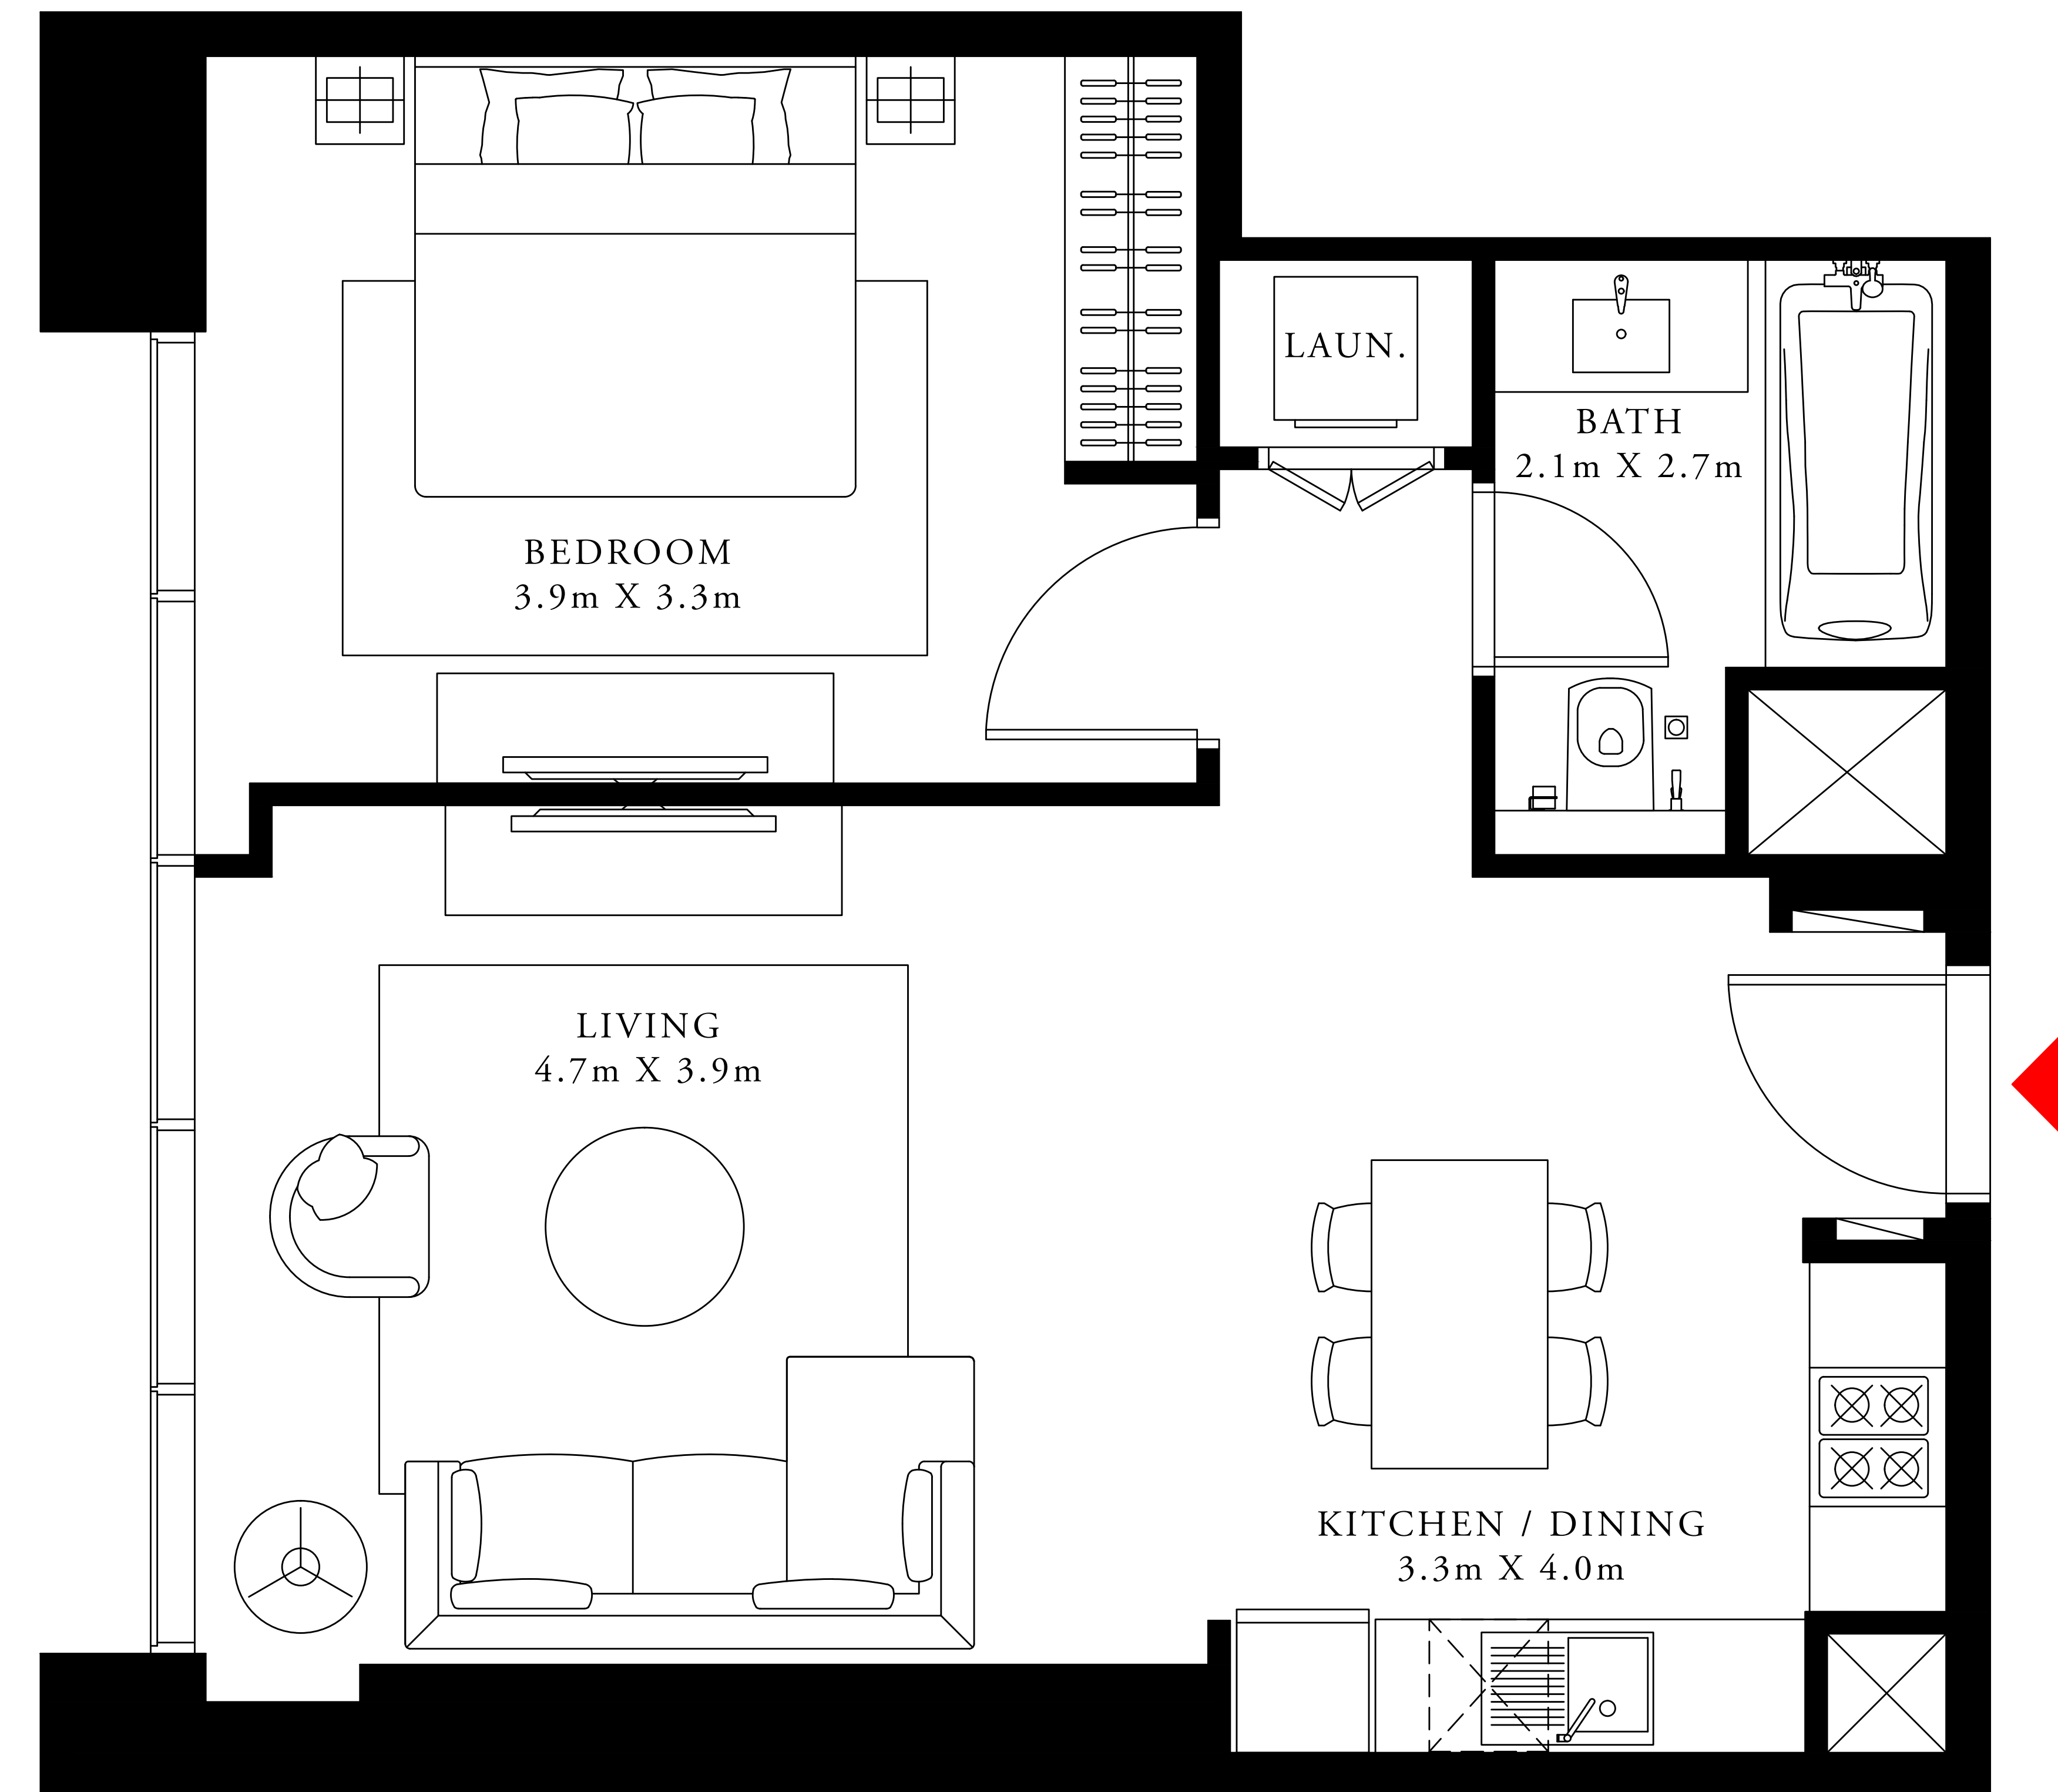 LAUN.
BATH
2.1m X 2.7m
BEDROOM
3.9m X 3.3m
LIVING
4.7m X 3.9m
KITCHEN / DINING
3.3m X 4.0m